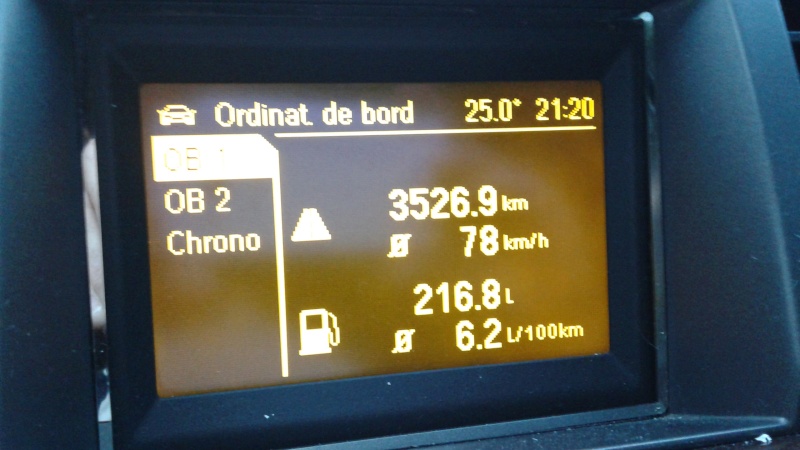 Ordinat. de bord 25.0° 21:20
OB 1
OB 2
Chrono
3526.9 km
Ø 78 km/h
216.8 L
Ø 6.2 L/100km